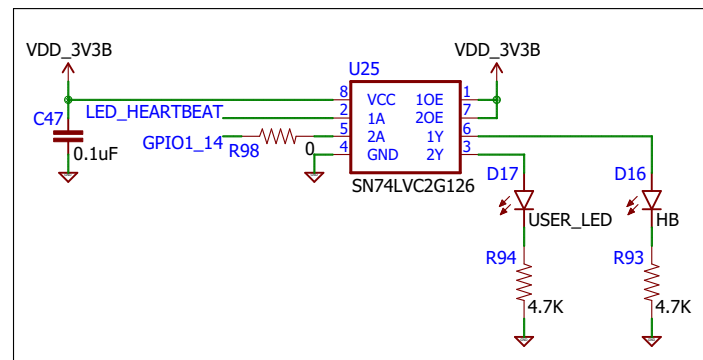 VDD_3V3B
VDD_3V3B
U25
C47
0.1uF
LED_HEARTBEAT
GPIO1_14
R98
0
8 VCC 1OE 1
2 1A 2OE 7
5 2A 1Y 6
4 GND 2Y 3
SN74LVC2G126
D17
USER_LED
D16
HB
R94
4.7K
R93
4.7K